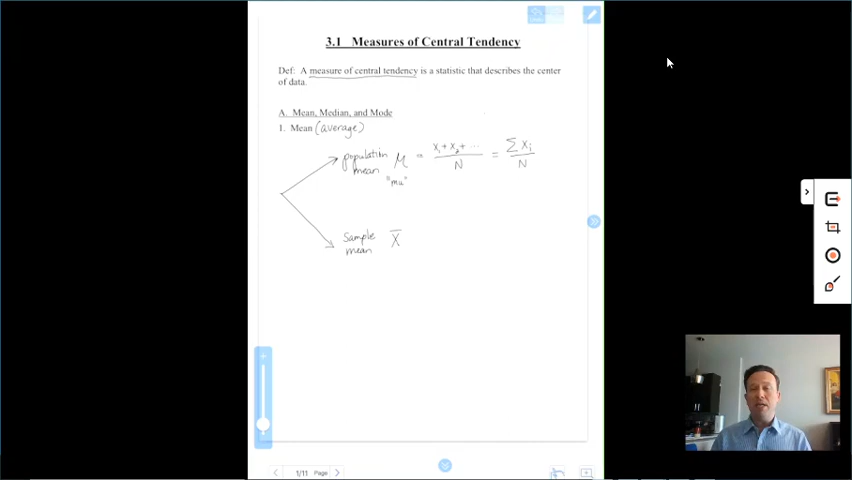 3.1 Measures of Central Tendency
Def: A measure of central tendency is a statistic that describes the center
of data.
A. Mean, Median, and Mode
1. Mean (average)
population mean μ "mu" = x₁ + x₂ + ··· / N = Σ xᵢ / N
Sample mean x̄
1/11 Page